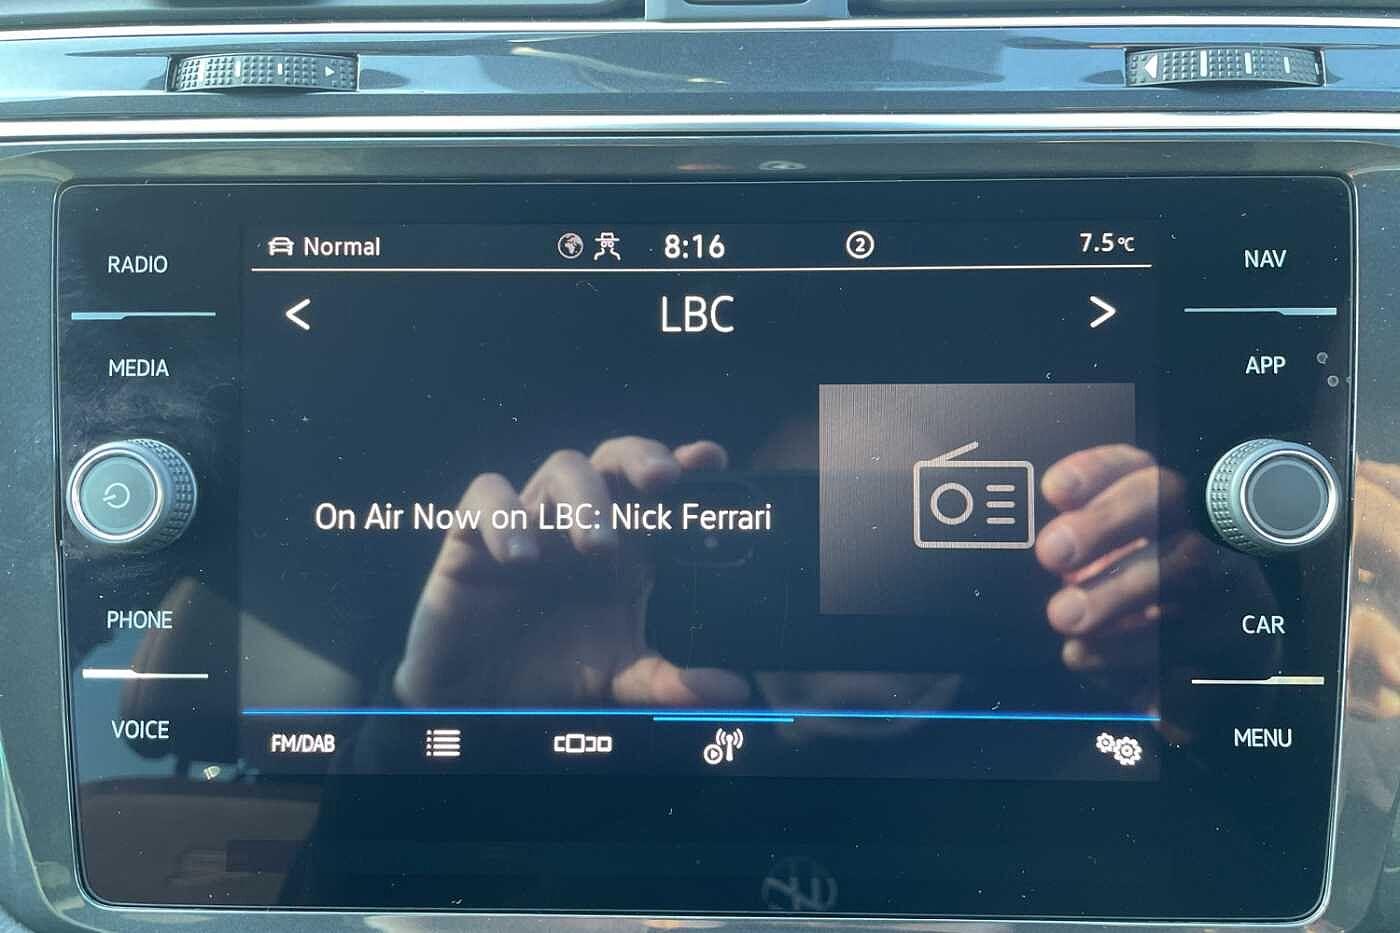 RADIO
MEDIA
PHONE
VOICE
Normal
8:16
2
7.5°C
LBC
On Air Now on LBC: Nick Ferrari
FM/DAB
NAV
APP
CAR
MENU